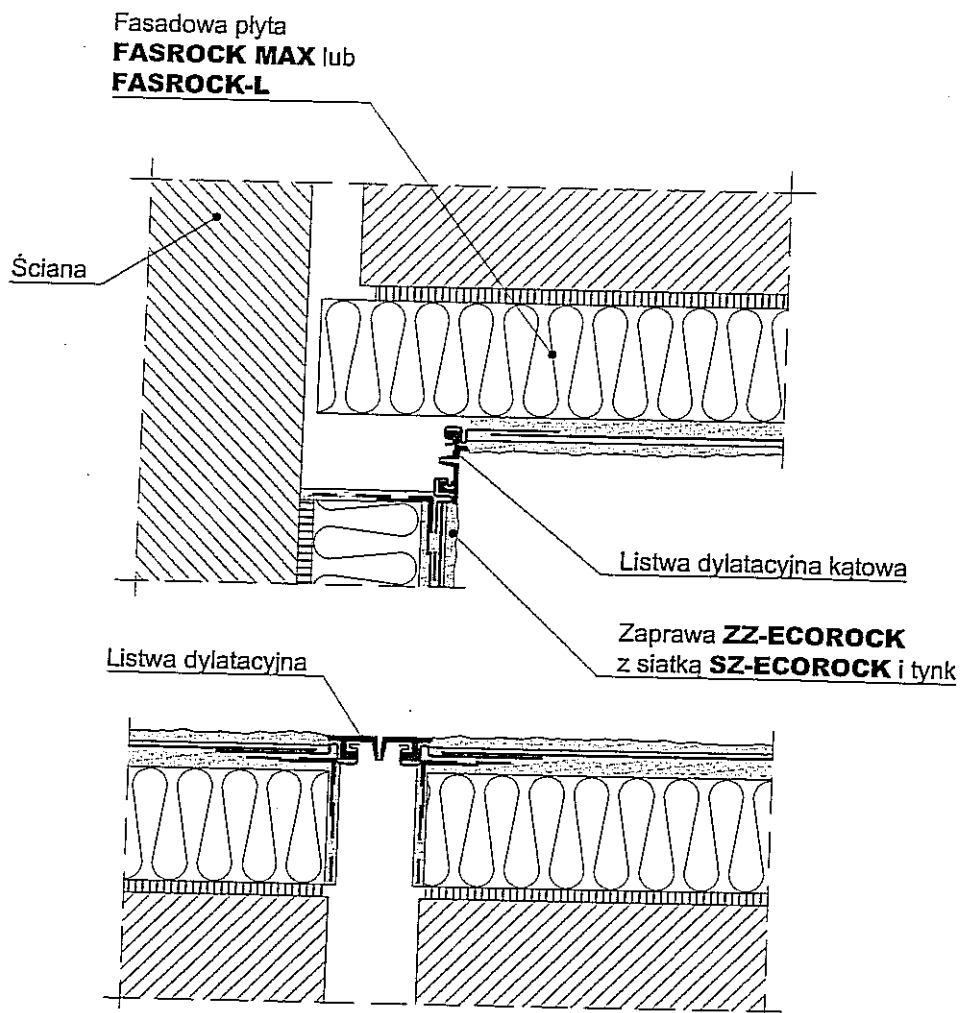 Fasadowa płyta
FASROCK MAX lub
FASROCK-L
Ściana
Listwa dylatacyjna kątowa
Zaprawa ZZ-ECOROCK
z siatką SZ-ECOROCK i tynk
Listwa dylatacyjna